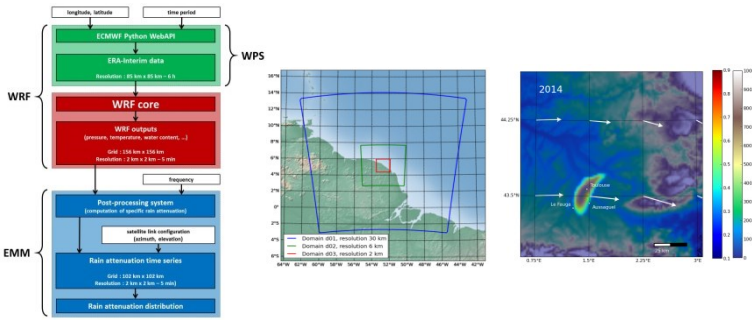 longitude, latitude
time period
ECMWF Python WebAPI
ERA-Interim data
Resolution : 85 km x 85 km – 6 h
WPS
WRF
WRF core
WRF outputs
(pressure, temperature, water content, ...)
Grid : 156 km x 156 km
Resolution : 2 km x 2 km – 5 min
frequency
Post-processing system
(computation of specific rain attenuation)
satellite link configuration
(azimuth, elevation)
EMM
Rain attenuation time series
Grid : 102 km x 102 km
(Resolution : 2 km x 2 km – 5 min)
Rain attenuation distribution
16°N
14°N
12°N
10°N
8°N
6°N
4°N
2°N
0°
2°S
4°S
6°S
Domain d01, resolution 30 km
Domain d02, resolution 6 km
Domain d03, resolution 2 km
64°W 62°W 60°W 58°W 56°W 54°W 52°W 50°W 48°W 46°W 44°W 42°W
2014
44.25°N
43.5°N
Toulouse
La Fauga
Aussaguel
25 km
0.75°E
1.5°E
2.25°E
3°E
0.9
0.8
0.7
0.6
0.5
0.4
0.3
0.2
0.1
900
800
700
600
500
400
300
200
100
0